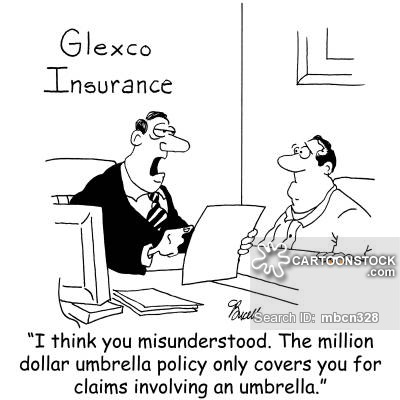 Glexco
Insurance
CARTOONSTOCK
.com
Search ID: mbcn328
“I think you misunderstood. The million
dollar umbrella policy only covers you for
claims involving an umbrella.”